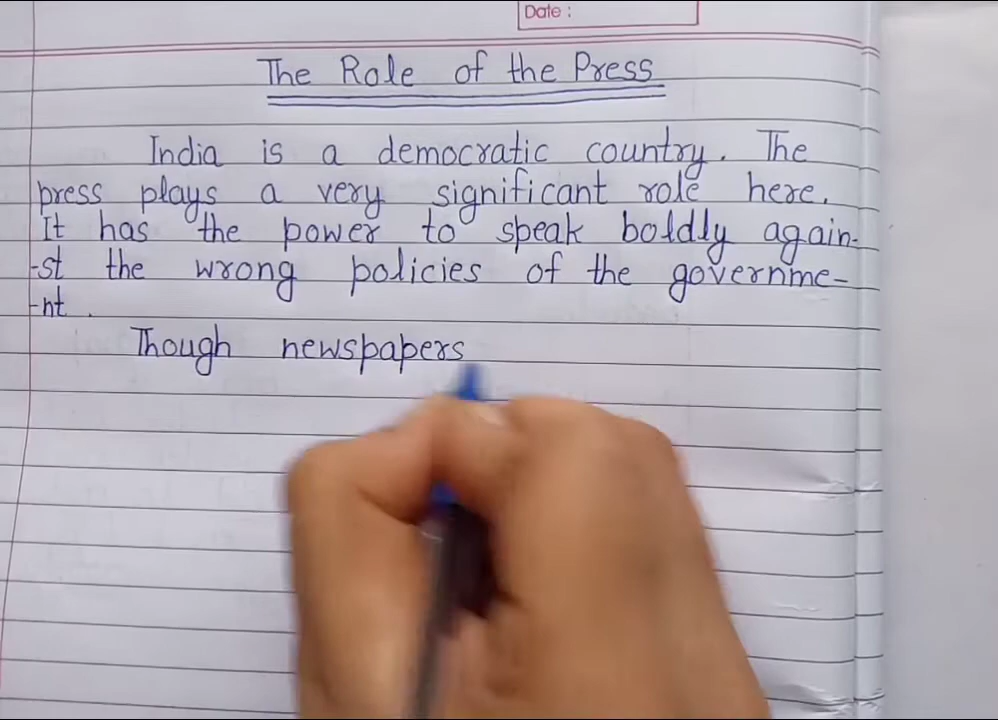 Date :
The Role of the Press
India is a democratic country. The
press plays a very significant role here.
It has the power to speak boldly again-
-st the wrong policies of the governme-
-nt.
Though newspapers